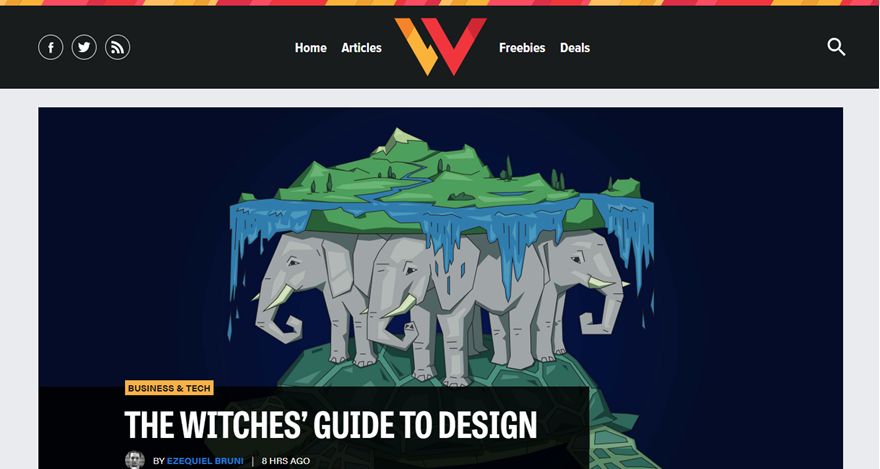 Home Articles Freebies Deals
BUSINESS & TECH
THE WITCHES’ GUIDE TO DESIGN
BY EZEQUIEL BRUNI | 8 HRS AGO